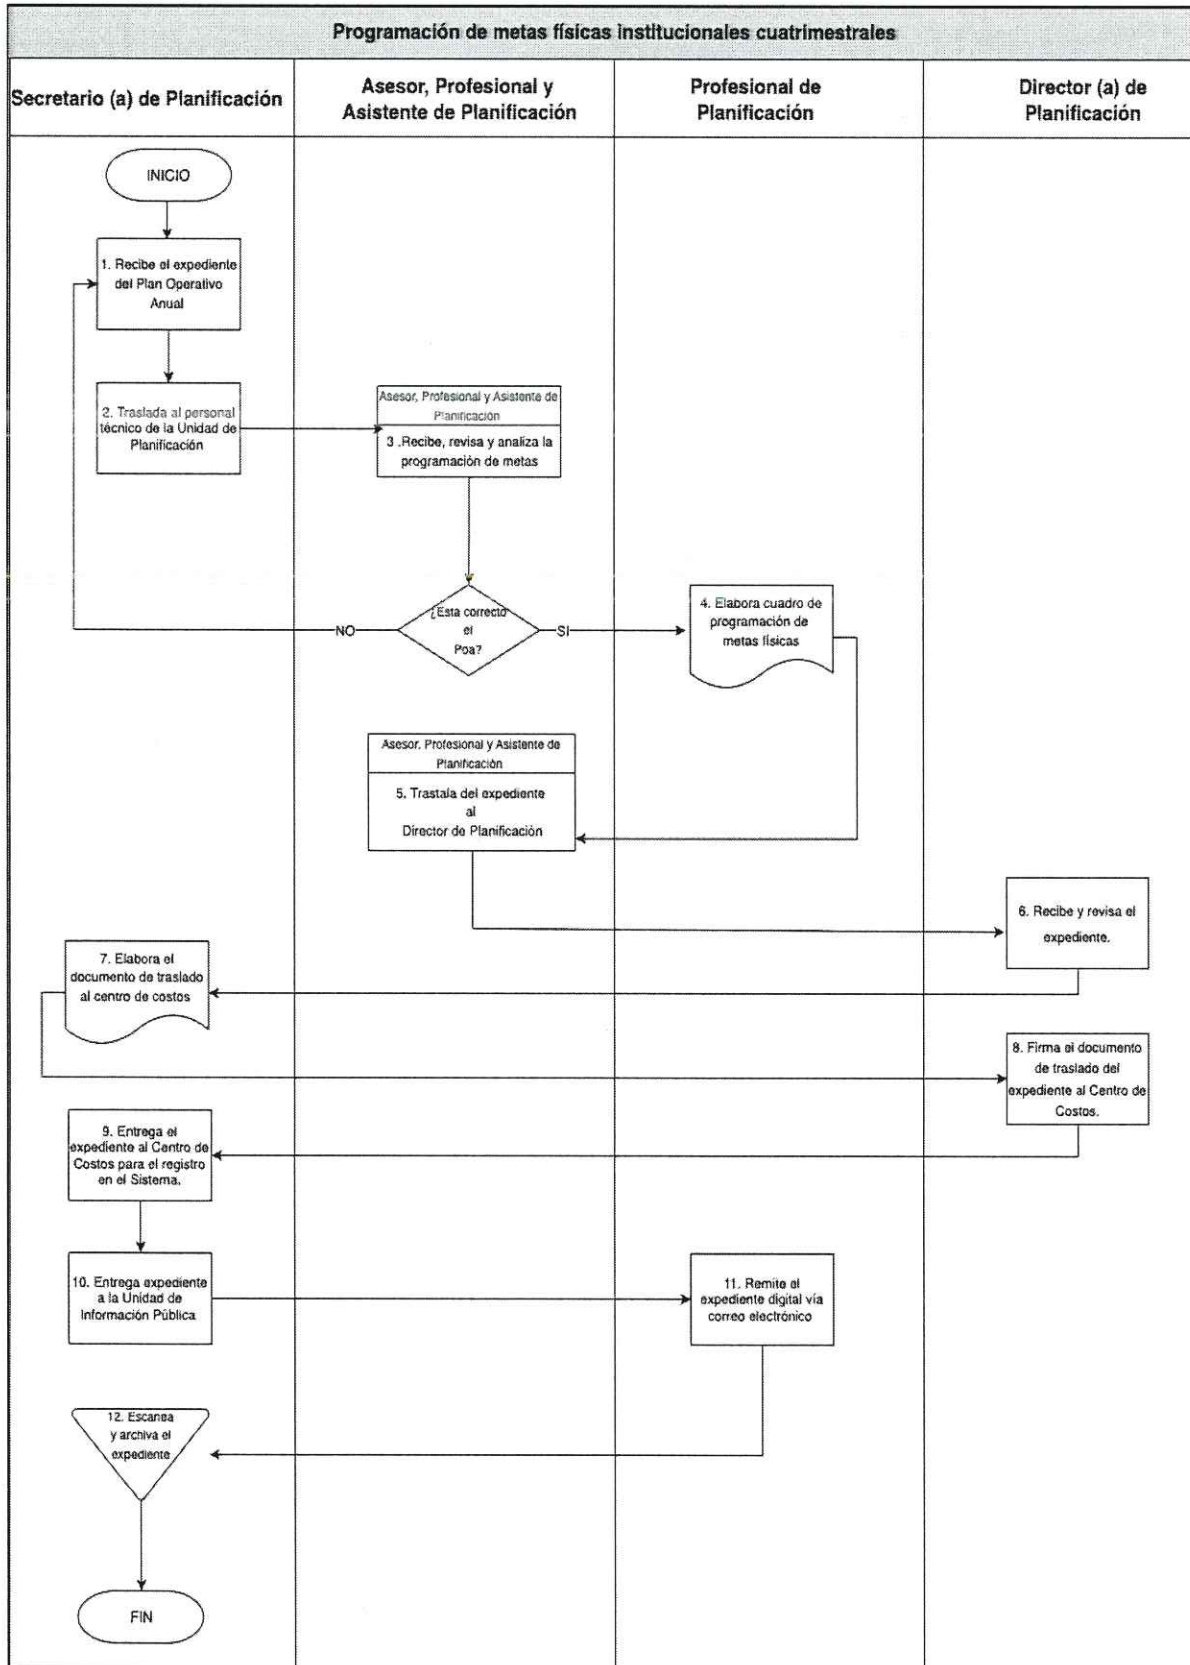 Programación de metas físicas institucionales cuatrimestrales
Secretario (a) de Planificación
Asesor, Profesional y
Asistente de Planificación
Profesional de
Planificación
Director (a) de
Planificación
INICIO
1. Recibe el expediente
del Plan Operativo
Anual
2. Traslada al personal
técnico de la Unidad de
Planificación
Asesor, Profesional y Asistente de
Planificación
3 .Recibe, revisa y analiza la
programación de metas
¿Esta correcto
el
Poa?
NO
SI
4. Elabora cuadro de
programación de
metas físicas
Asesor, Profesional y Asistente de
Planificación
5. Trastala del expediente
al
Director de Planificación
6. Recibe y revisa el
expediente.
7. Elabora el
documento de traslado
al centro de costos
8. Firma el documento
de traslado del
expediente al Centro de
Costos.
9. Entrega el
expediente al Centro de
Costos para el registro
en el Sistema.
10. Entrega expediente
a la Unidad de
Información Pública
11. Remite el
expediente digital vía
correo electrónico
12. Escanea
y archiva el
expediente
FIN